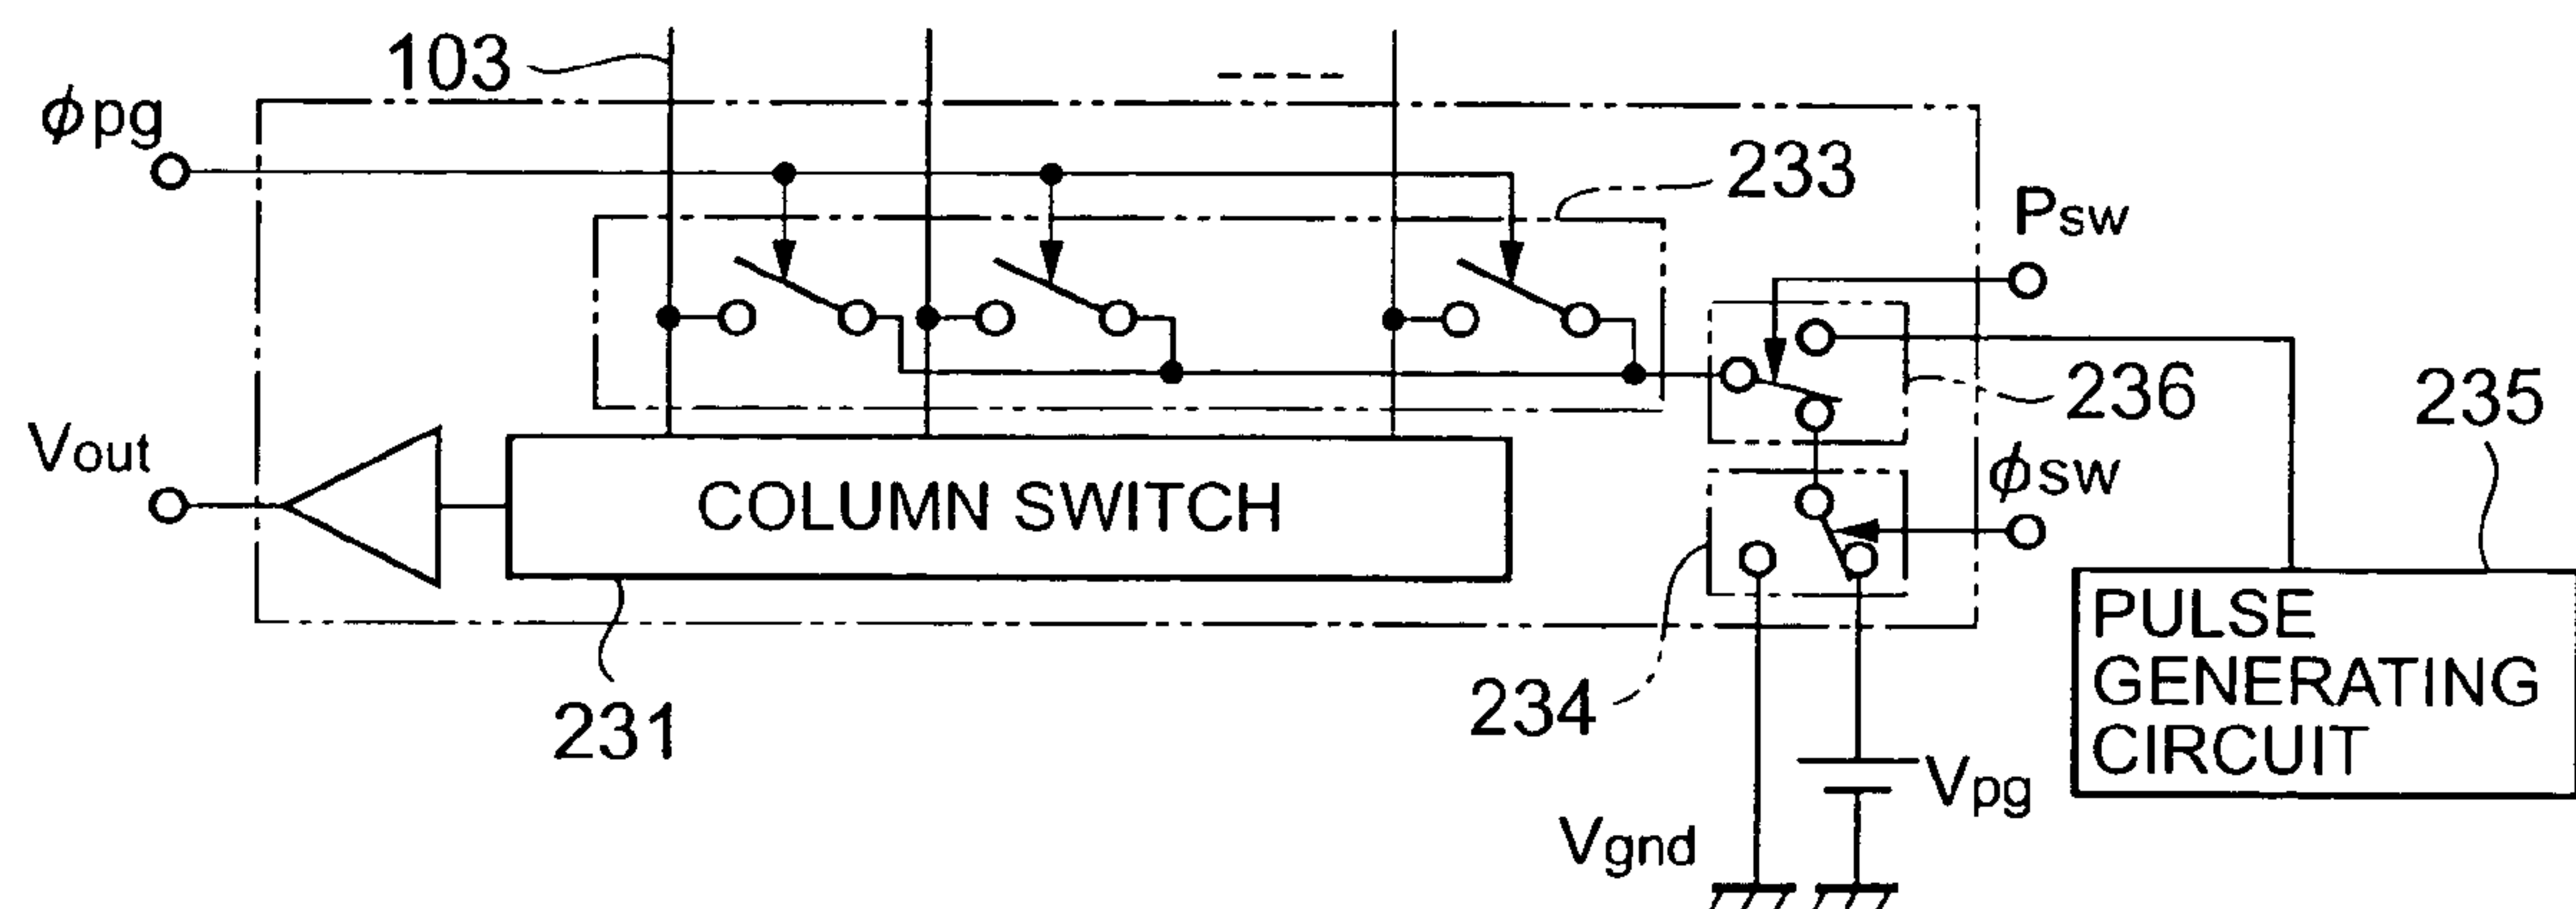 103
ϕpg
233
Psw
236
235
Vout
COLUMN SWITCH
ϕsw
PULSE
GENERATING
CIRCUIT
234
231
Vpg
Vgnd